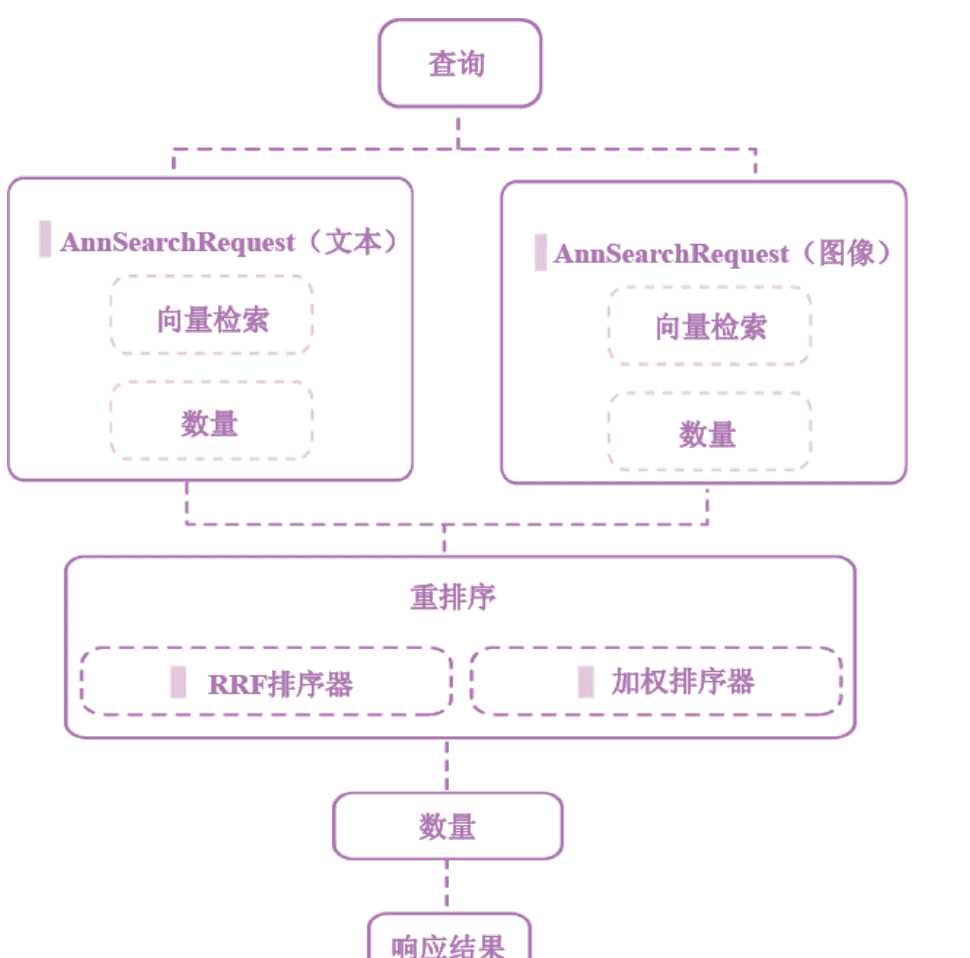 查询
AnnSearchRequest（文本）
向量检索
数量
AnnSearchRequest（图像）
向量检索
数量
重排序
RRF排序器
加权排序器
数量
响应结果